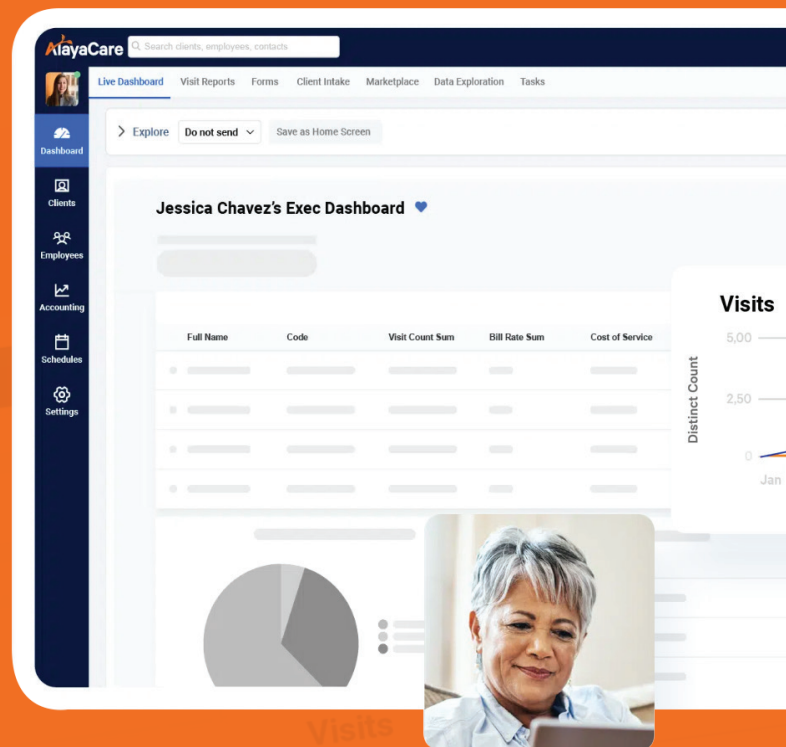 AlayaCare
Search clients, employees, contacts
Live Dashboard Visit Reports Forms Client Intake Marketplace Data Exploration Tasks
Dashboard
Explore Do not send Save as Home Screen
Clients
Jessica Chavez's Exec Dashboard
Employees
Accounting
Schedules
Settings
Full Name Code Visit Count Sum Bill Rate Sum Cost of Service
Visits
5,00
Distinct Count
2,50
0
Jan
Visits